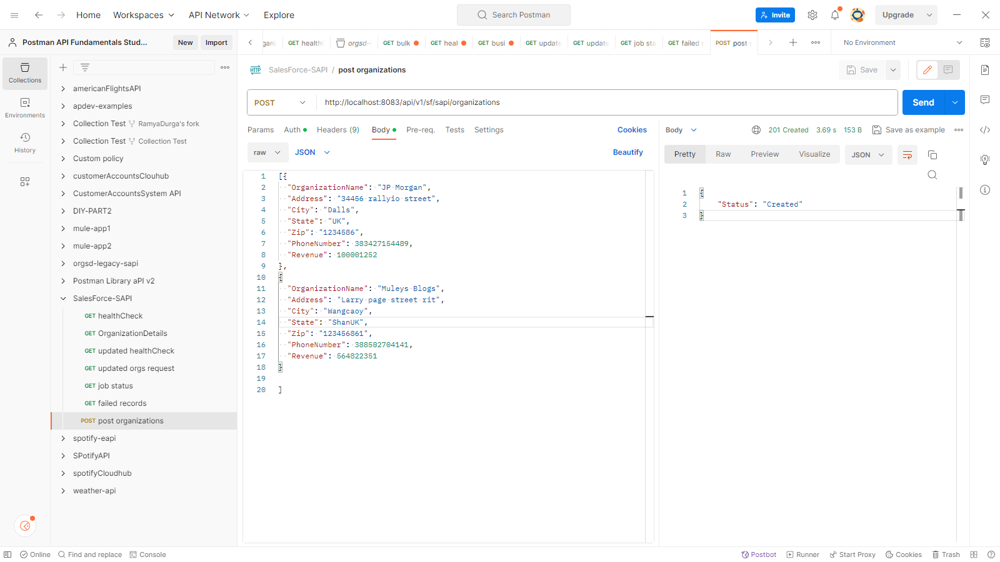 Home
Workspaces
API Network
Explore
Search Postman
Invite
Upgrade
Postman API Fundamentals Stud...
New
Import
GET health
orgsd-
GET bulk
GET heal
GET busi
GET update
GET update
GET job sta
GET failed r
POST post
No Environment
Collections
Environments
History
americanFlightsAPI
apdev-examples
Collection Test RamyaDurga's fork
Collection Test Collection Test
Custom policy
customerAccountsClouhub
CustomerAccountsSystem API
DIY-PART2
mule-app1
mule-app2
orgsd-legacy-sapi
Postman Library aPI v2
SalesForce-SAPI
GET healthCheck
GET OrganizationDetails
GET updated healthCheck
GET updated orgs request
GET job status
GET failed records
POST post organizations
spotify-eapi
SPotifyAPI
spotifyCloudhub
weather-api
HTTP SalesForce-SAPI / post organizations
Save
POST
http://localhost:8083/api/v1/sf/sapi/organizations
Send
Params Auth Headers (9) Body Pre-req. Tests Settings Cookies
raw JSON Beautify
1 [{
2 "OrganizationName": "JP Morgan",
3 "Address": "34456 rallyio street",
4 "City": "Dalls",
5 "State": "UK",
6 "Zip": "1234586",
7 "PhoneNumber": 383427154489,
8 "Revenue": 100001252
9 },
10 {
11 "OrganizationName": "Muleys Blogs",
12 "Address": "Larry page street rit",
13 "City": "Wangcaoy",
14 "State": "ShanUK",
15 "Zip": "123456861",
16 "PhoneNumber": 388502704141,
17 "Revenue": 564822351
18 }
19
20 ]
Body 201 Created 3.69 s 153 B Save as example
Pretty Raw Preview Visualize JSON
1 {
2 "Status": "Created"
3 }
Online
Find and replace
Console
Postbot
Runner
Start Proxy
Cookies
Trash